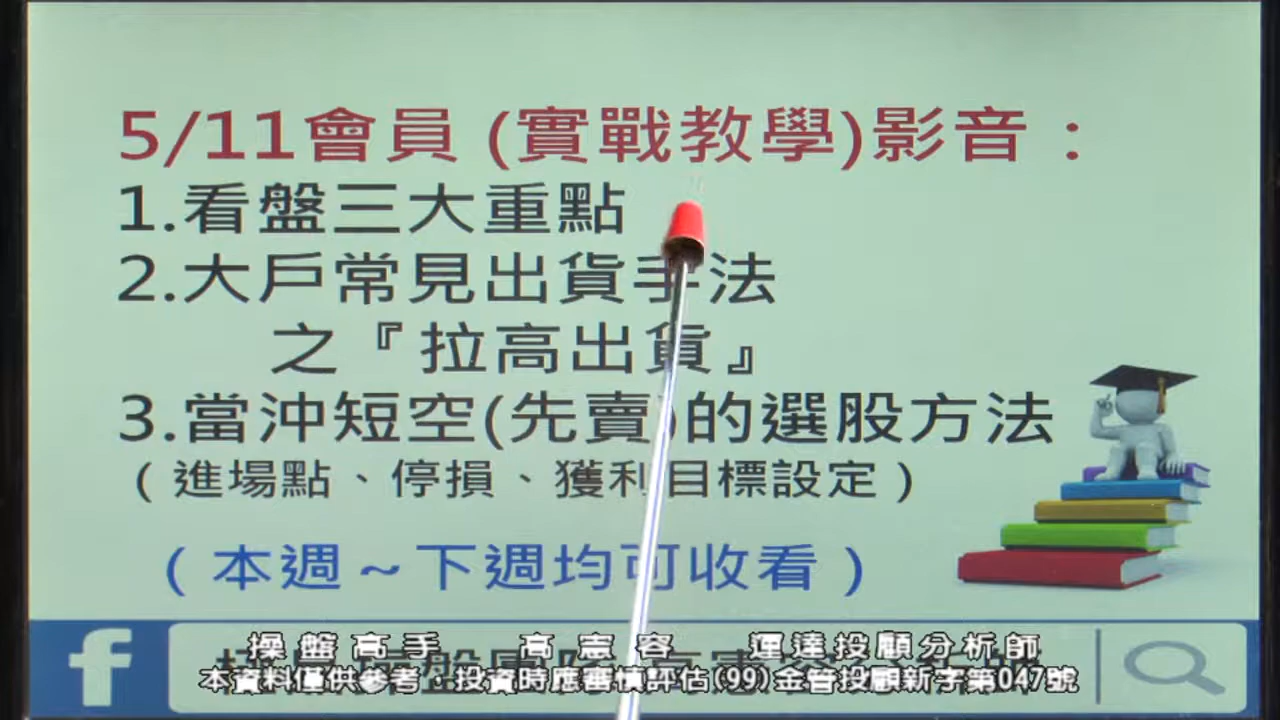 5/11會員 (實戰教學)影音：
1.看盤三大重點
2.大戶常見出貨手法
之『拉高出貨』
3.當沖短空(先賣)的選股方法
（進場點、停損、獲利目標設定）
（本週～下週均可收看）
f
操盤高手 高憲容 運達投顧分析師
本資料僅供參考、投資時應審慎評估(99)金管投顧新字第047號